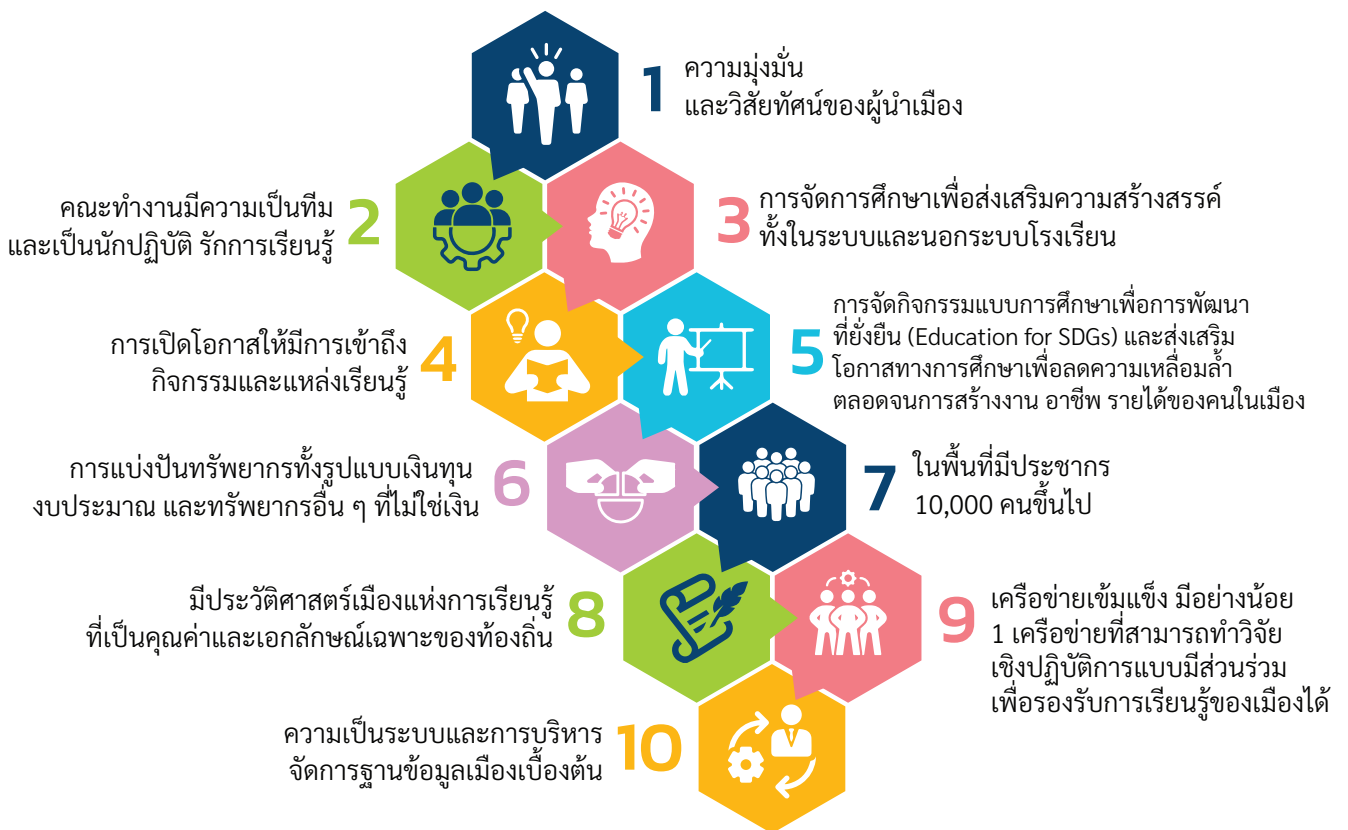 1
ความมุ่งมั่น
และวิสัยทัศน์ของผู้นำเมือง
2
คณะทำงานมีความเป็นทีม
และเป็นนักปฏิบัติ รักการเรียนรู้
3
การจัดการศึกษาเพื่อส่งเสริมความสร้างสรรค์
ทั้งในระบบและนอกระบบโรงเรียน
4
การเปิดโอกาสให้มีการเข้าถึง
กิจกรรมและแหล่งเรียนรู้
5
การจัดกิจกรรมแบบการศึกษาเพื่อการพัฒนา
ที่ยั่งยืน (Education for SDGs) และส่งเสริม
โอกาสทางการศึกษาเพื่อลดความเหลื่อมล้ำ
ตลอดจนการสร้างงาน อาชีพ รายได้ของคนในเมือง
6
การแบ่งปันทรัพยากรทั้งรูปแบบเงินทุน
งบประมาณ และทรัพยากรอื่น ๆ ที่ไม่ใช่เงิน
7
ในพื้นที่มีประชากร
10,000 คนขึ้นไป
8
มีประวัติศาสตร์เมืองแห่งการเรียนรู้
ที่เป็นคุณค่าและเอกลักษณ์เฉพาะของท้องถิ่น
9
เครือข่ายเข้มแข็ง มีอย่างน้อย
1 เครือข่ายที่สามารถทำวิจัย
เชิงปฏิบัติการแบบมีส่วนร่วม
เพื่อรองรับการเรียนรู้ของเมืองได้
10
ความเป็นระบบและการบริหาร
จัดการฐานข้อมูลเมืองเบื้องต้น